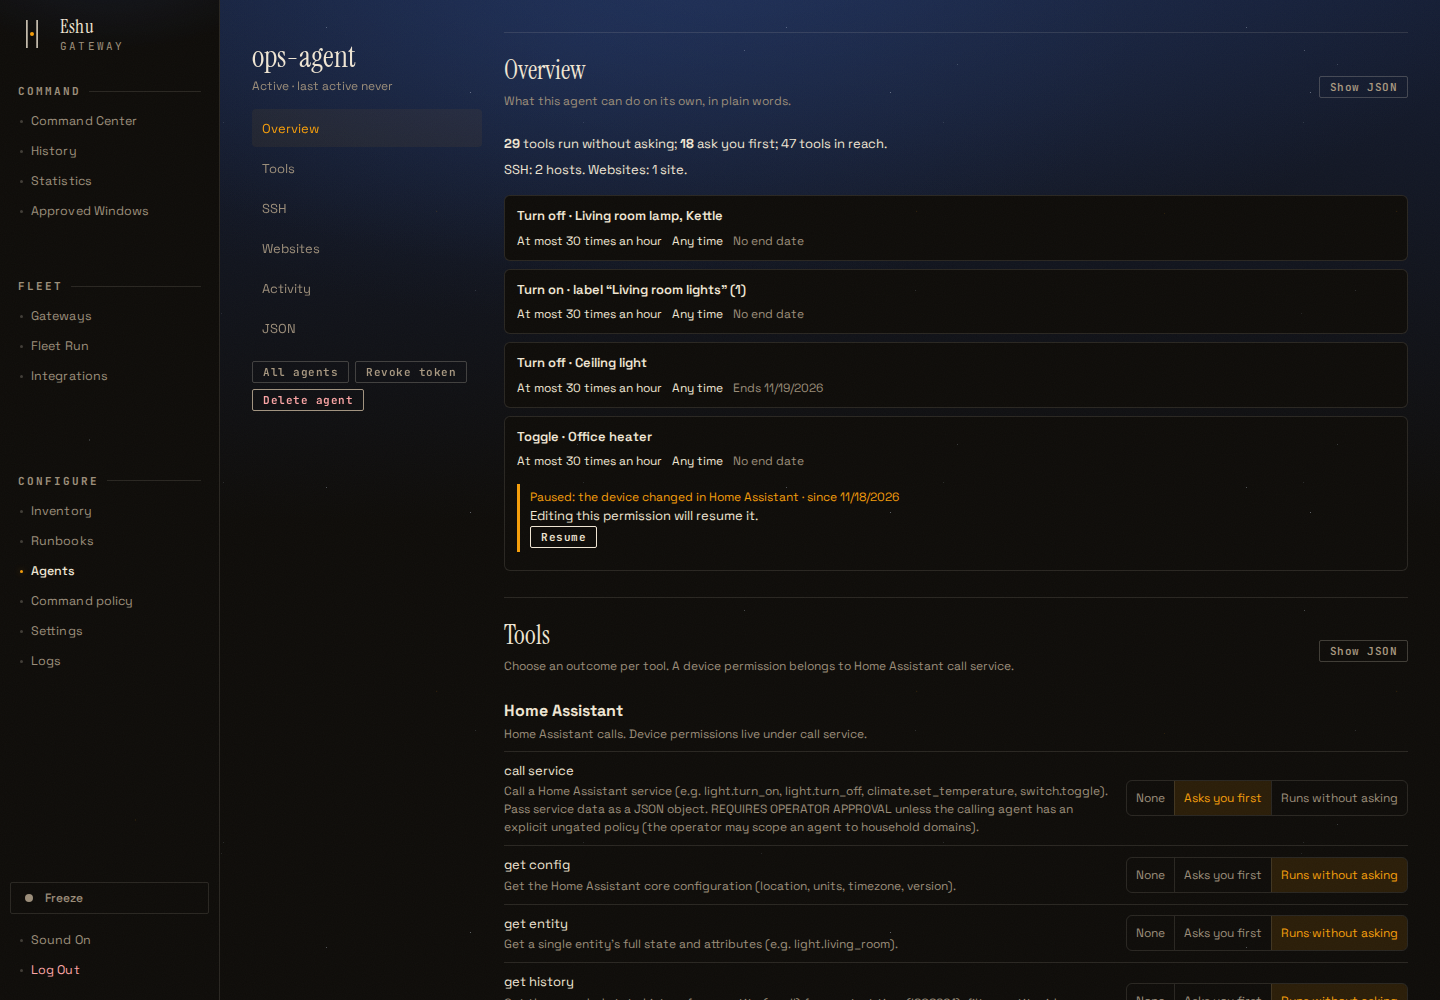 Eshu
GATEWAY
COMMAND
Command Center
History
Statistics
Approved Windows
FLEET
Gateways
Fleet Run
Integrations
CONFIGURE
Inventory
Runbooks
Agents
Command policy
Settings
Logs
Freeze
Sound On
Log Out
ops-agent
Active · last active never
Overview
Tools
SSH
Websites
Activity
JSON
All agents
Revoke token
Delete agent
Overview
What this agent can do on its own, in plain words.
Show JSON
29 tools run without asking; 18 ask you first; 47 tools in reach.
SSH: 2 hosts. Websites: 1 site.
Turn off · Living room lamp, Kettle
At most 30 times an hour Any time No end date
Turn on · label “Living room lights” (1)
At most 30 times an hour Any time No end date
Turn off · Ceiling light
At most 30 times an hour Any time Ends 11/19/2026
Toggle · Office heater
At most 30 times an hour Any time No end date
Paused: the device changed in Home Assistant · since 11/18/2026
Editing this permission will resume it.
Resume
Tools
Choose an outcome per tool. A device permission belongs to Home Assistant call service.
Show JSON
Home Assistant
Home Assistant calls. Device permissions live under call service.
call service
Call a Home Assistant service (e.g. light.turn_on, light.turn_off, climate.set_temperature, switch.toggle).
Pass service data as a JSON object. REQUIRES OPERATOR APPROVAL unless the calling agent has an
explicit ungated policy (the operator may scope an agent to household domains).
None Asks you first Runs without asking
get config
Get the Home Assistant core configuration (location, units, timezone, version).
None Asks you first Runs without asking
get entity
Get a single entity's full state and attributes (e.g. light.living_room).
None Asks you first Runs without asking
get history
None Asks you first Runs without asking